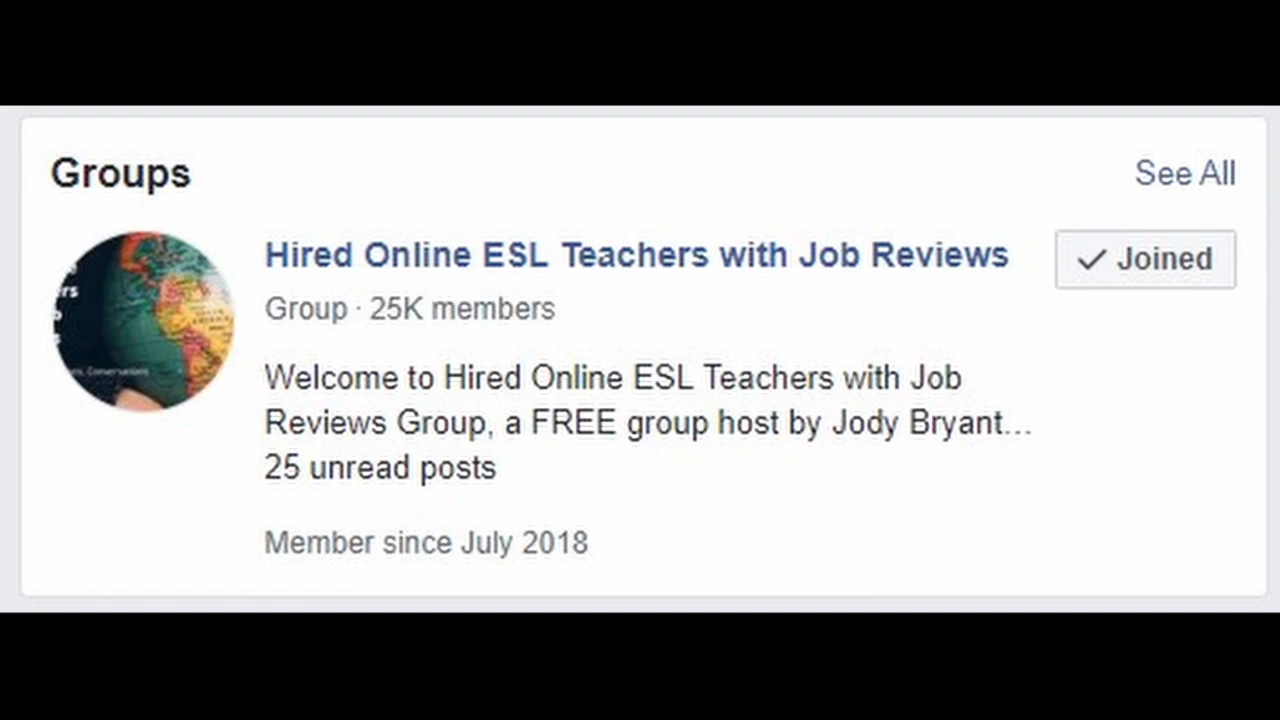 Groups
See All
Hired Online ESL Teachers with Job Reviews
Joined
Group · 25K members
Welcome to Hired Online ESL Teachers with Job
Reviews Group, a FREE group host by Jody Bryant...
25 unread posts
Member since July 2018